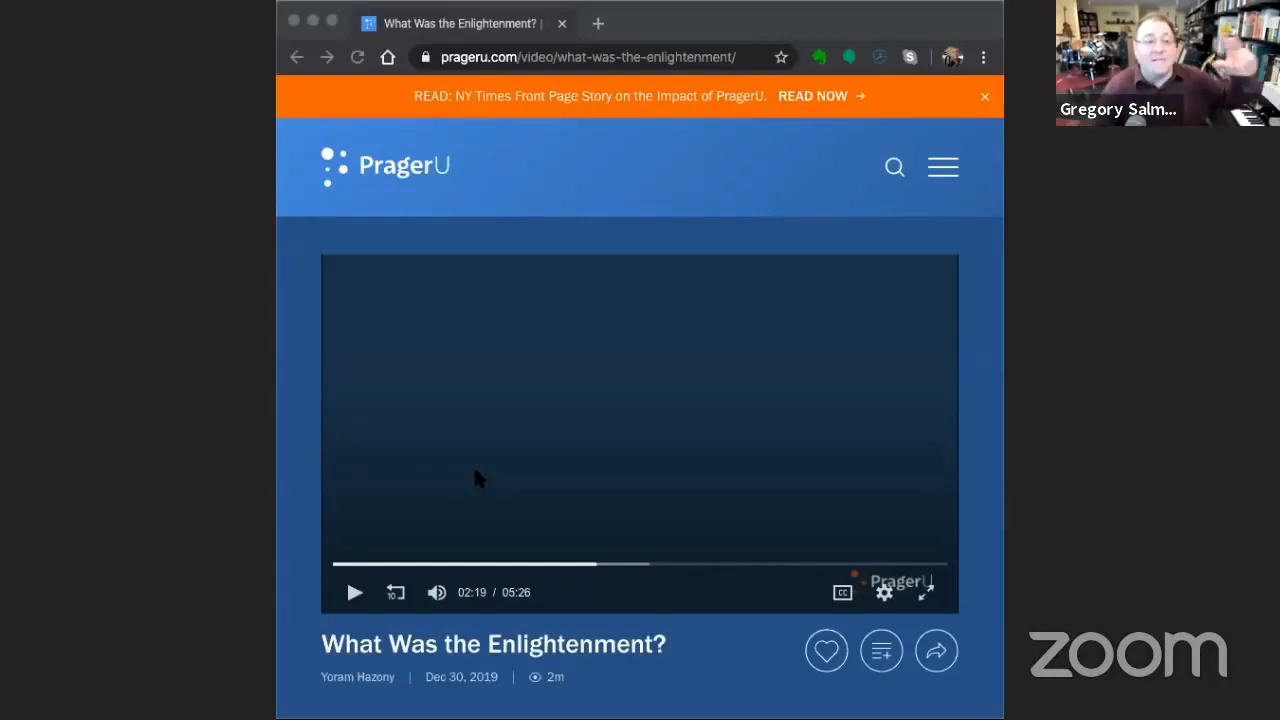 What Was the Enlightenment? |
prageru.com/video/what-was-the-enlightenment/
READ: NY Times Front Page Story on the Impact of PragerU. READ NOW →
Gregory Salm...
PragerU
PragerU
10
02:19 / 05:26
CC
What Was the Enlightenment?
Yoram Hazony | Dec 30, 2019 | 2m
zoom